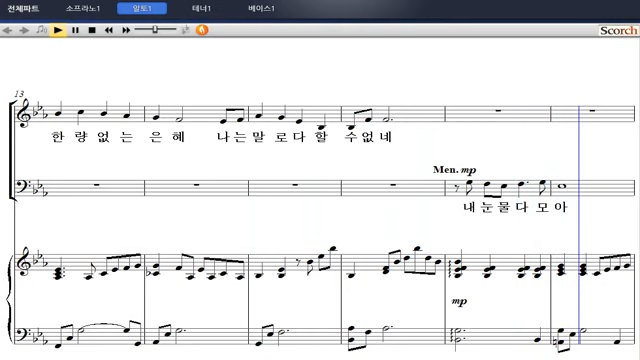 전체파트 소프라노1 알토1 테너1 베이스1
Scorch
13
한 량 없 는 은 혜 나 는 말 로 다 할 수 없 네
Men. mp
내 눈 물 다 모 아
mp